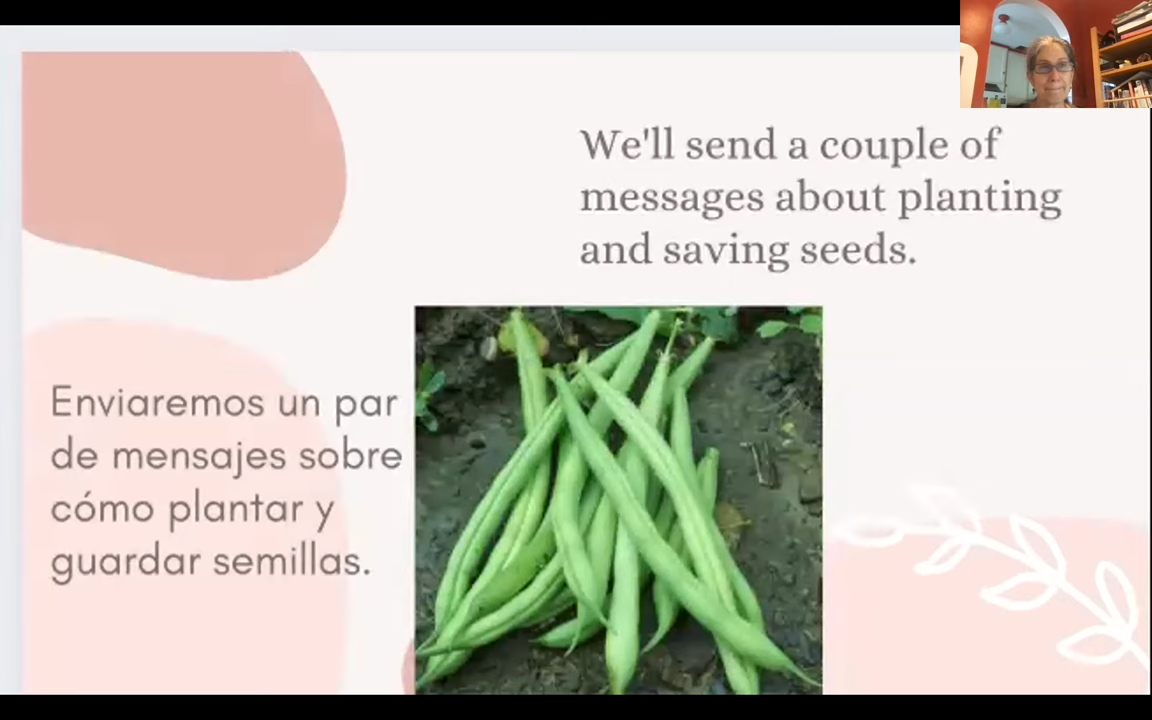 We'll send a couple of
messages about planting
and saving seeds.
Enviaremos un par
de mensajes sobre
cómo plantar y
guardar semillas.